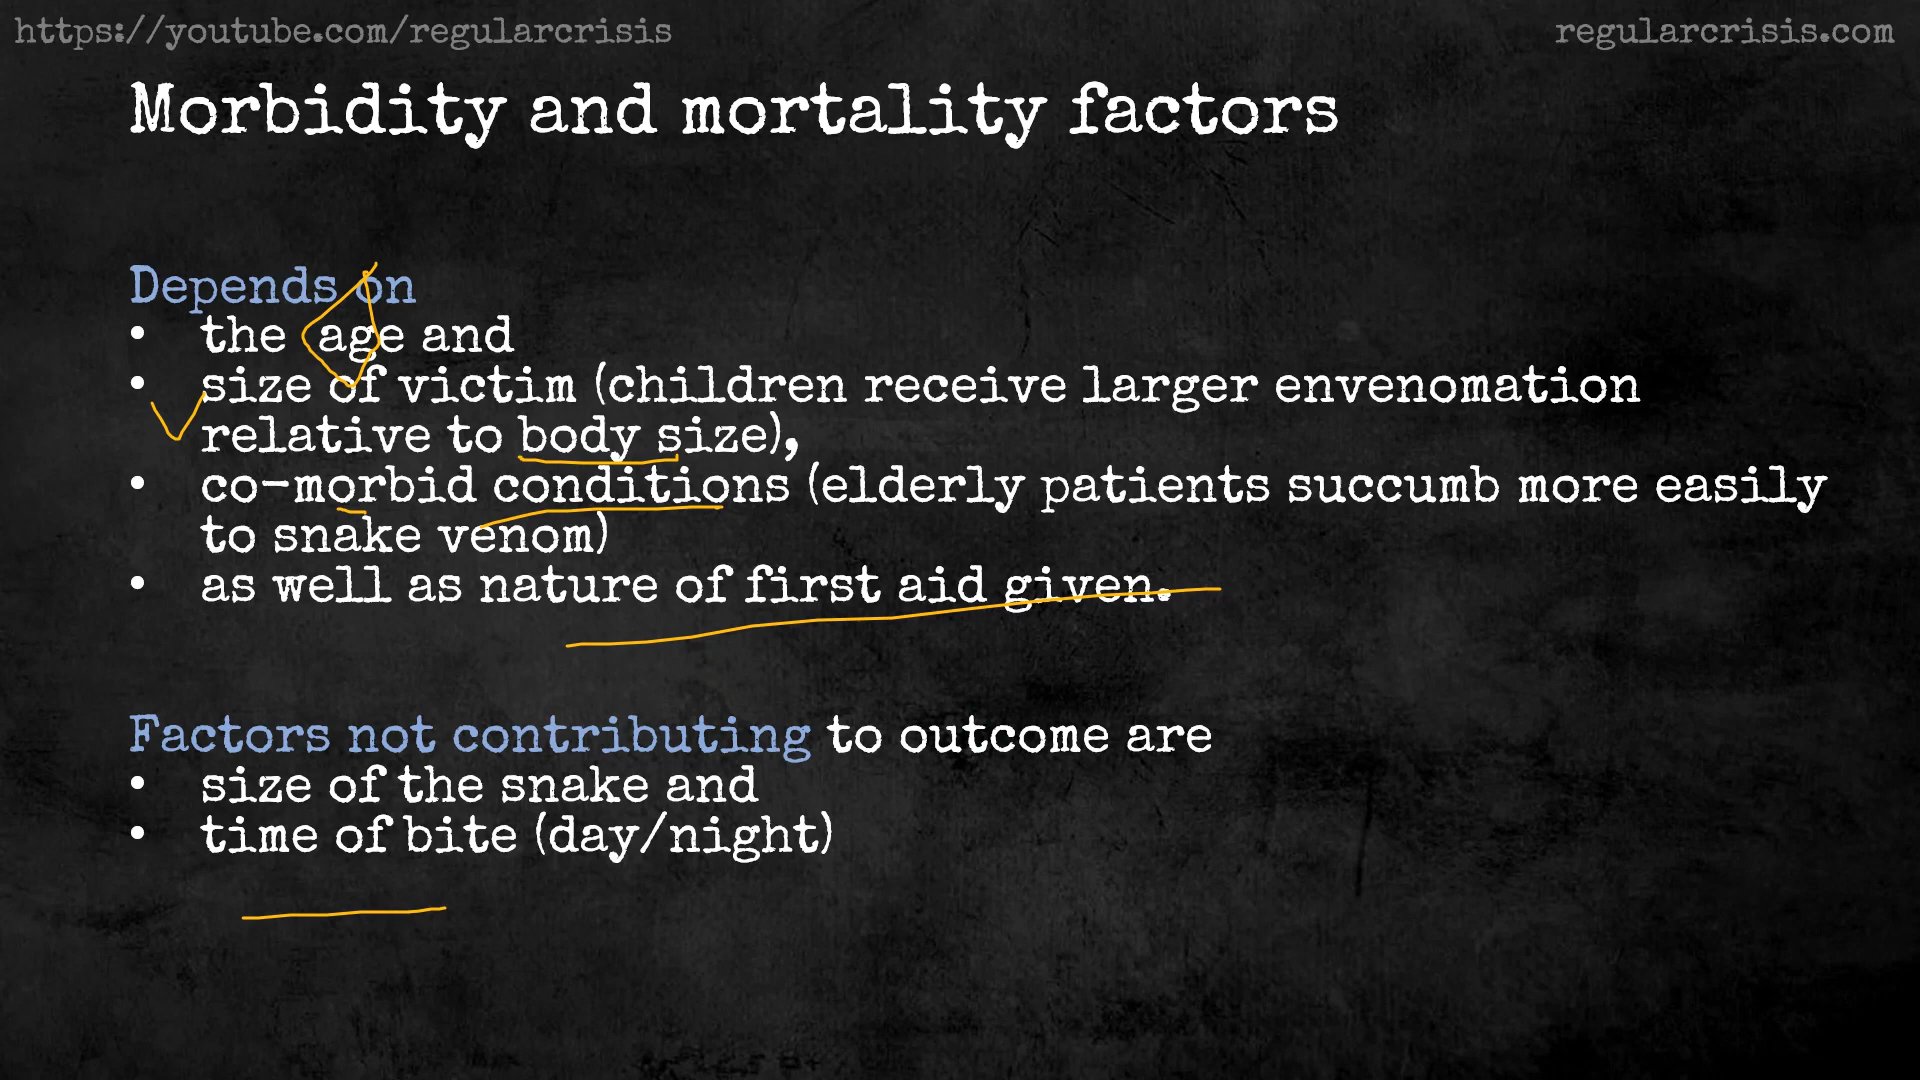 https://youtube.com/regularcrisis
regularcrisis.com
Morbidity and mortality factors
Depends on
• the age and
• size of victim (children receive larger envenomation
relative to body size),
• co-morbid conditions (elderly patients succumb more easily
to snake venom)
• as well as nature of first aid given.
Factors not contributing to outcome are
• size of the snake and
• time of bite (day/night)